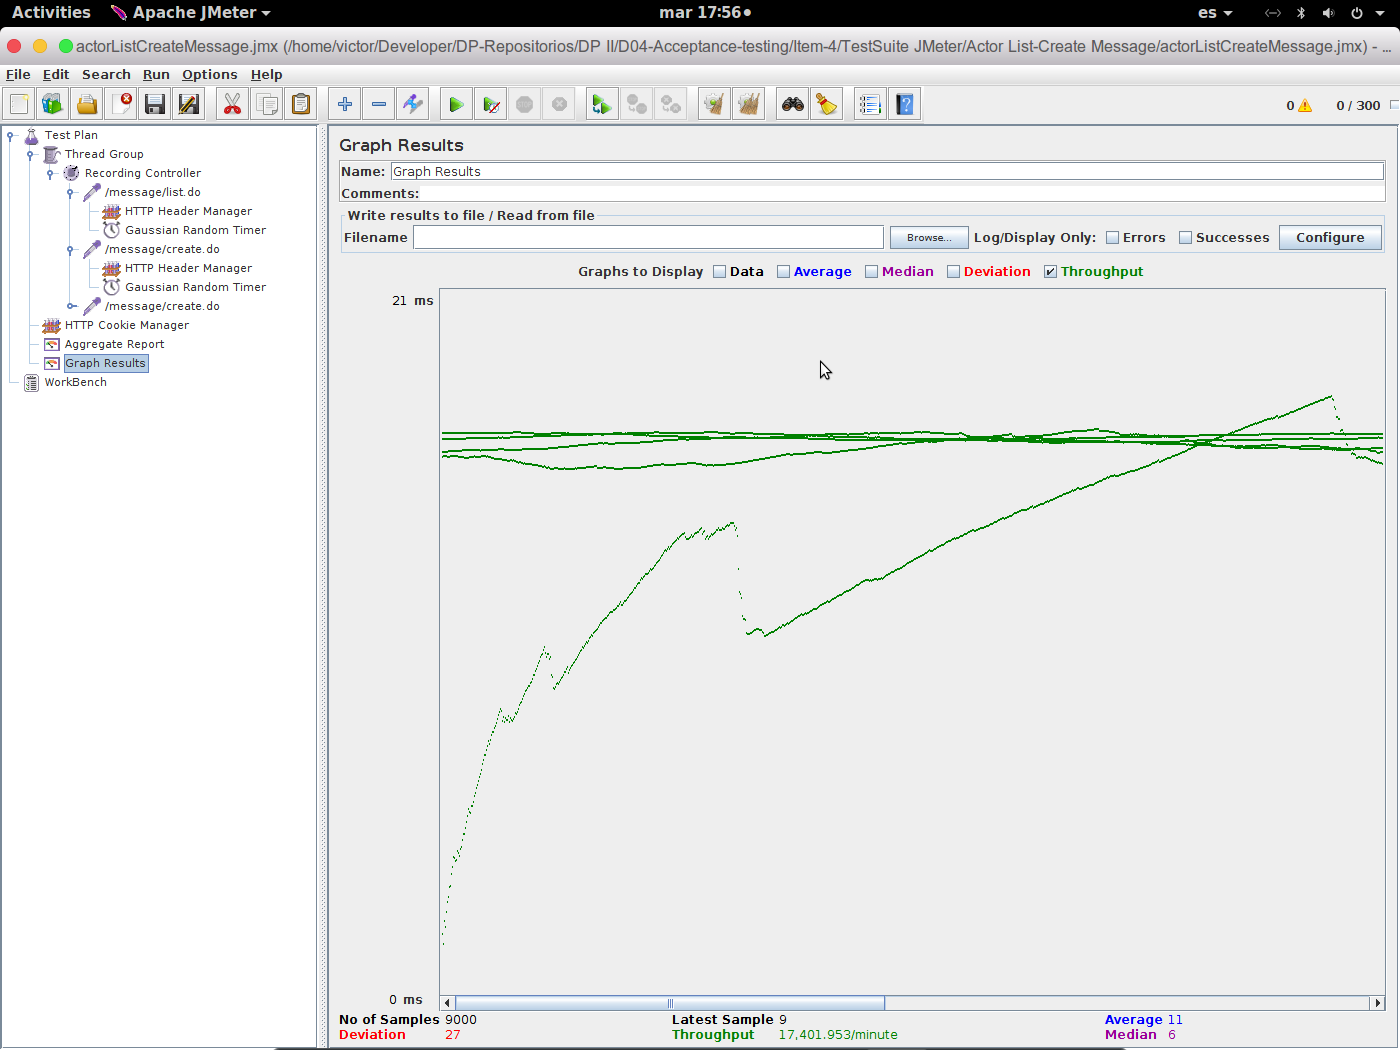 Activities Apache JMeter mar 17:56 es
actorListCreateMessage.jmx (/home/victor/Developer/DP-Repositorios/DP II/D04-Acceptance-testing/Item-4/TestSuite JMeter/Actor List-Create Message/actorListCreateMessage.jmx) - ...
File Edit Search Run Options Help
0 0 / 300
Test Plan
Thread Group
Recording Controller
/message/list.do
HTTP Header Manager
Gaussian Random Timer
/message/create.do
HTTP Header Manager
Gaussian Random Timer
/message/create.do
HTTP Cookie Manager
Aggregate Report
Graph Results
WorkBench
Graph Results
Name: Graph Results
Comments:
Write results to file / Read from file
Filename Browse... Log/Display Only: Errors Successes Configure
Graphs to Display Data Average Median Deviation Throughput
21 ms
0 ms
No of Samples 9000 Latest Sample 9 Average 11
Deviation 27 Throughput 17,401.953/minute Median 6